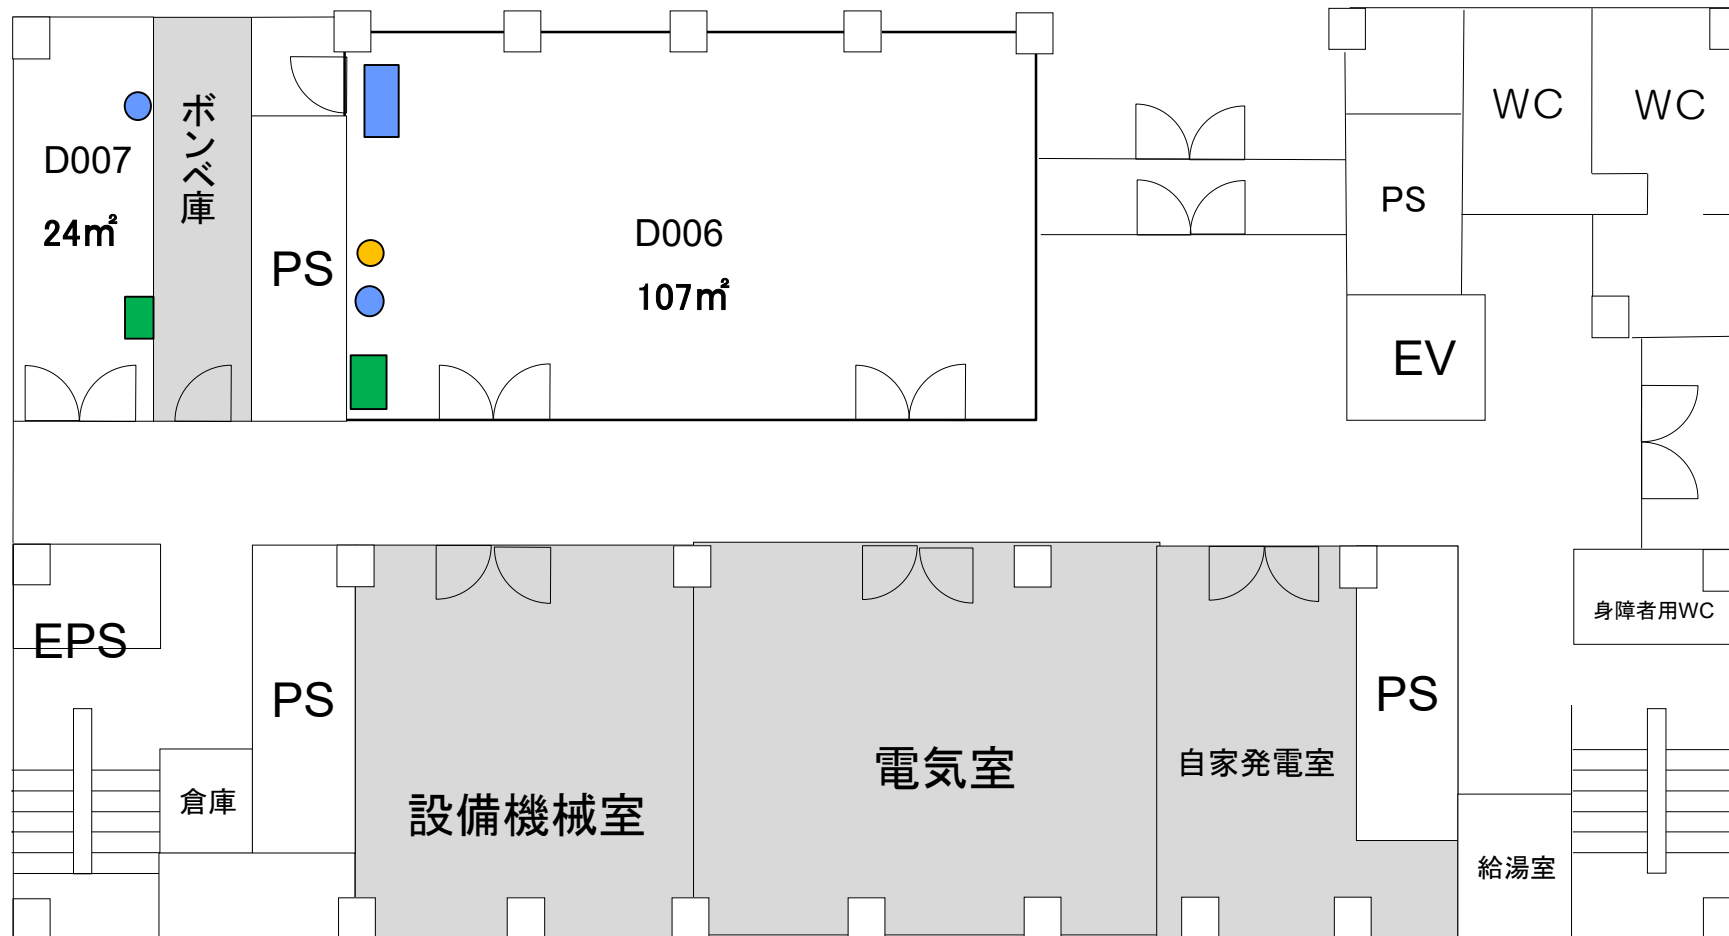 D007
24㎡
ボンベ庫
PS
D006
107㎡
WC
WC
PS
EV
EPS
PS
倉庫
設備機械室
電気室
自家発電室
PS
身障者用WC
給湯室